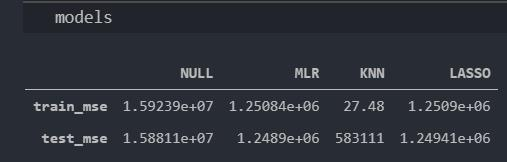 models
NULL MLR KNN LASSO
train_mse 1.59239e+07 1.25084e+06 27.48 1.2509e+06
test_mse 1.58811e+07 1.2489e+06 583111 1.24941e+06